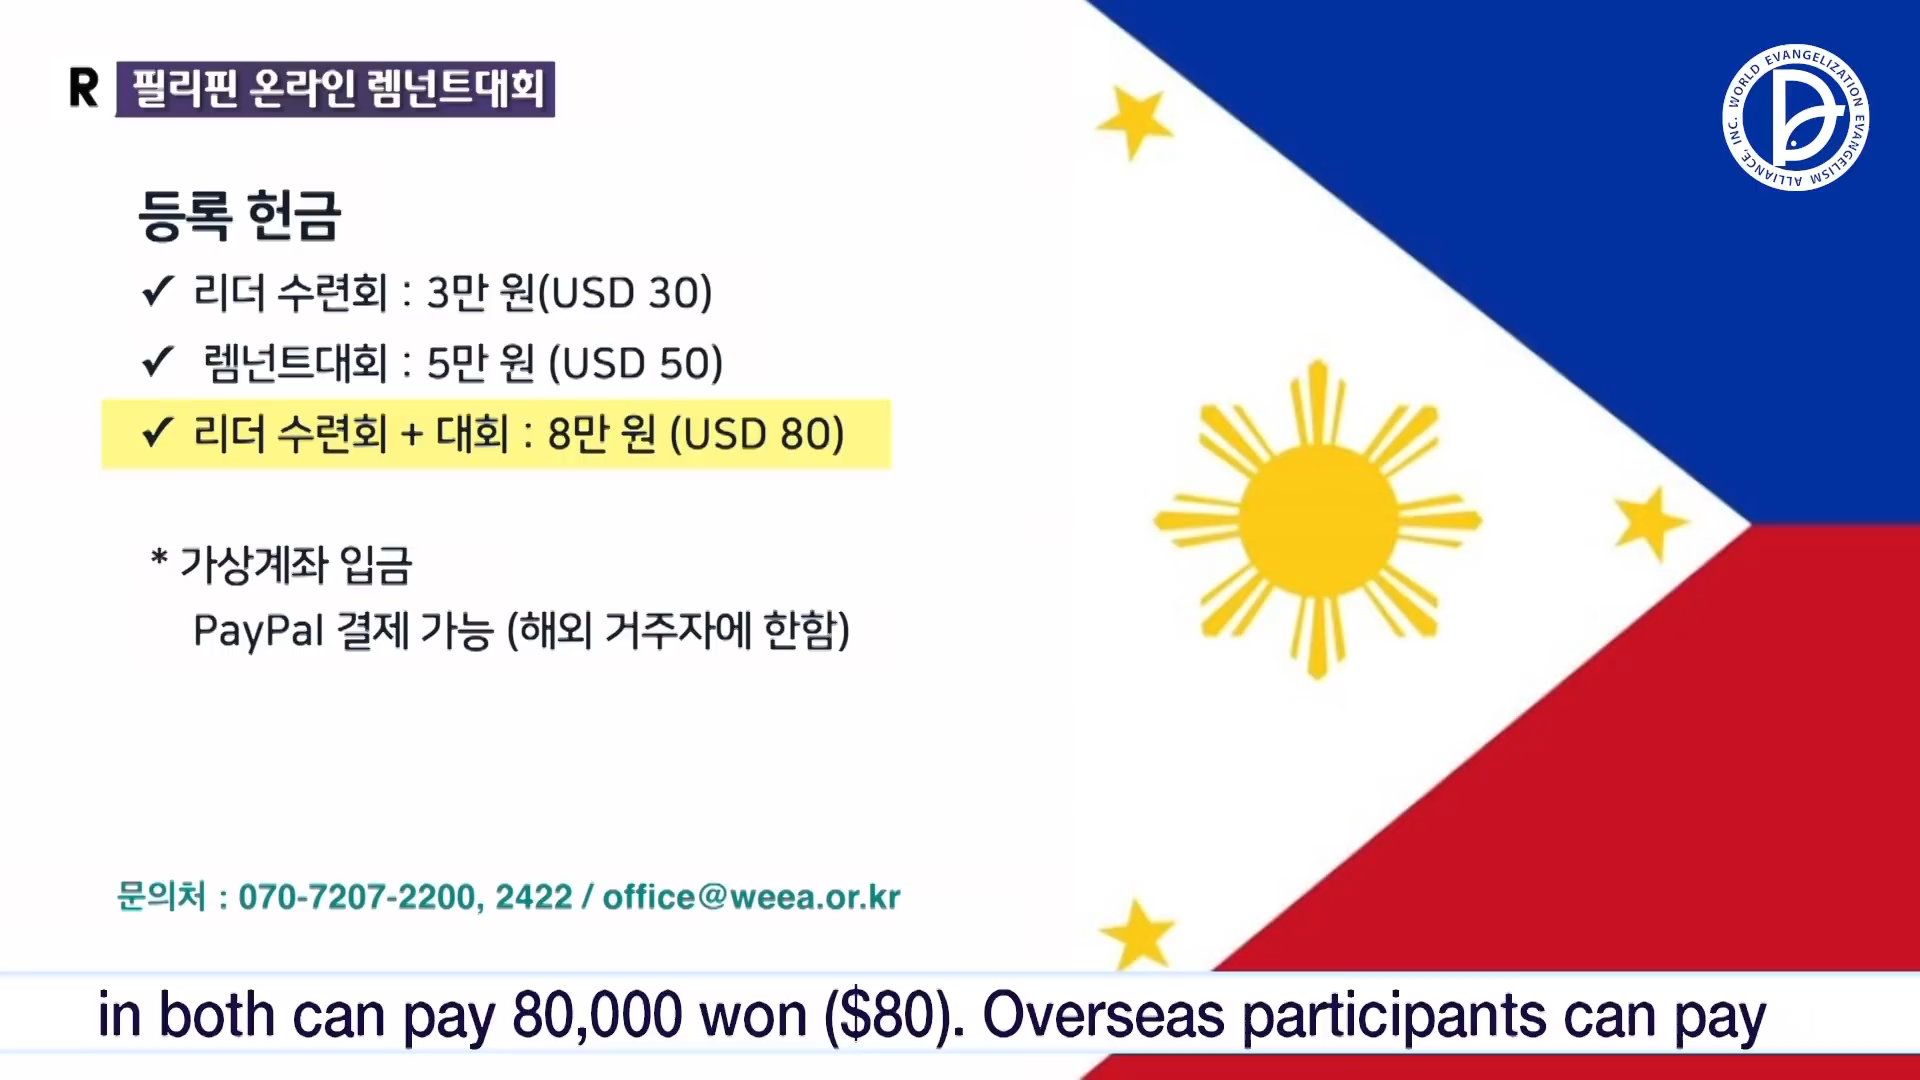 R 필리핀 온라인 렘넌트대회
WORLD EVANGELIZATION EVANGELISM ALLIANCE, INC.
등록 헌금
✓ 리더 수련회 : 3만 원(USD 30)
✓ 렘넌트대회 : 5만 원 (USD 50)
✓ 리더 수련회 + 대회 : 8만 원 (USD 80)
* 가상계좌 입금
PayPal 결제 가능 (해외 거주자에 한함)
문의처 : 070-7207-2200, 2422 / office@weea.or.kr
in both can pay 80,000 won ($80). Overseas participants can pay